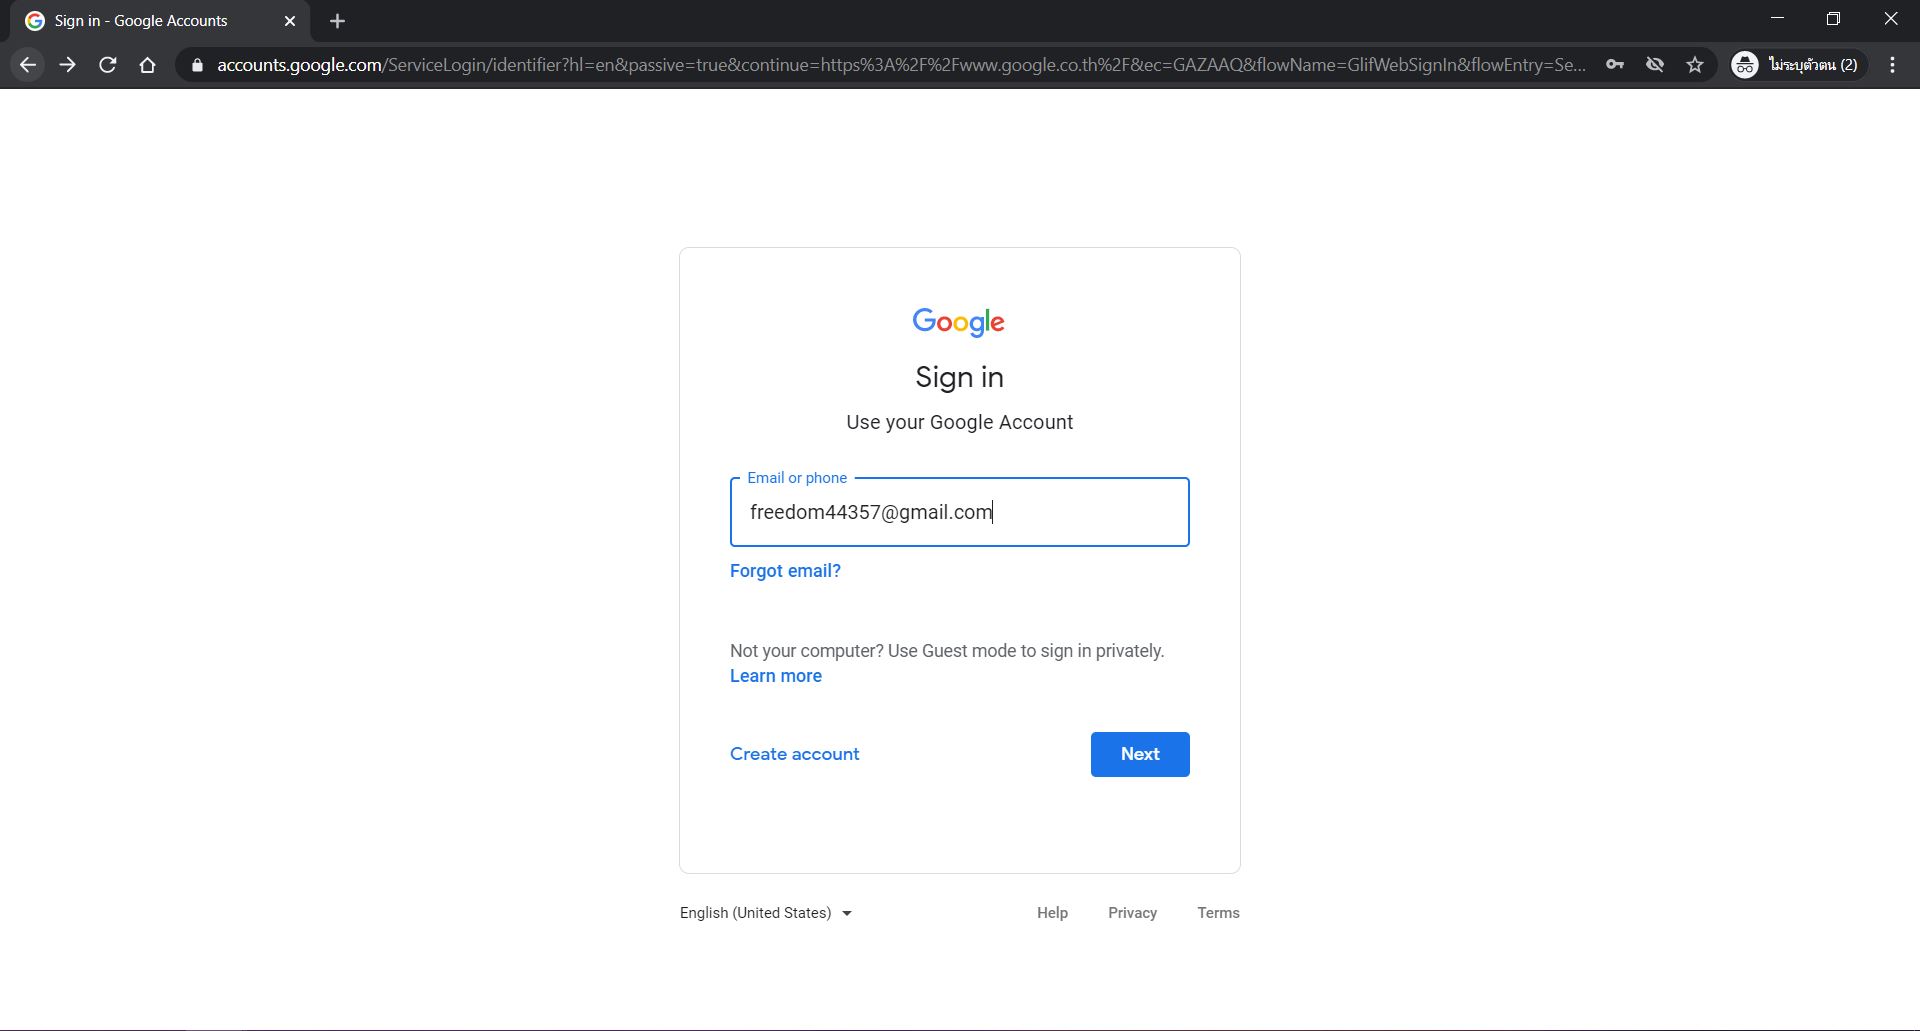 Sign in - Google Accounts
accounts.google.com/ServiceLogin/identifier?hl=en&passive=true&continue=https%3A%2F%2Fwww.google.co.th%2F&ec=GAZAAQ&flowName=GlifWebSignIn&flowEntry=Se...
ไม่ระบุตัวตน (2)
Google
Sign in
Use your Google Account
Email or phone
freedom44357@gmail.com
Forgot email?
Not your computer? Use Guest mode to sign in privately.
Learn more
Create account
Next
English (United States)
Help
Privacy
Terms